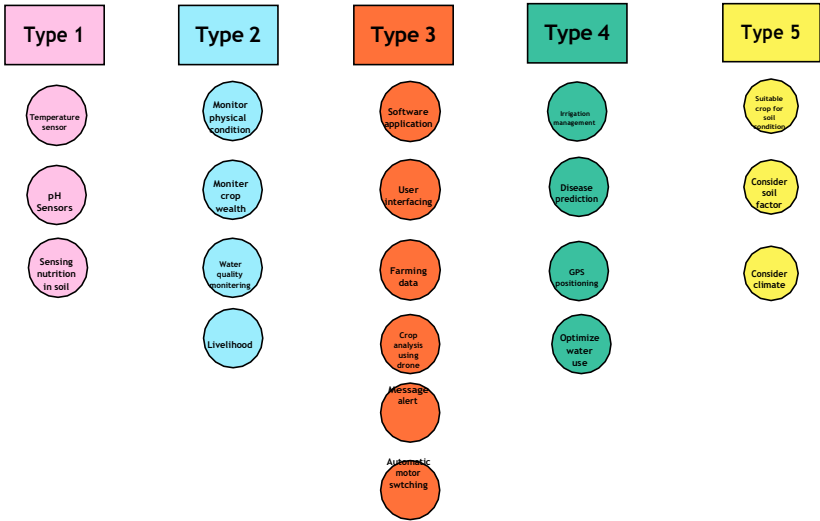 Type 1
Type 2
Type 3
Type 4
Type 5
Temperature
sensor
pH
Sensors
Sensing
nutrition
in soil
Monitor
physical
condition
Moniter
crop
wealth
Water
quality
monitering
Livelihood
Software
application
User
interfacing
Farming
data
Crop
analysis
using
drone
Message
alert
Automatic
motor
swtching
Irrigation
management
Disease
prediction
GPS
positioning
Optimize
water
use
Suitable
crop for
soil
condition
Consider
soil
factor
Consider
climate